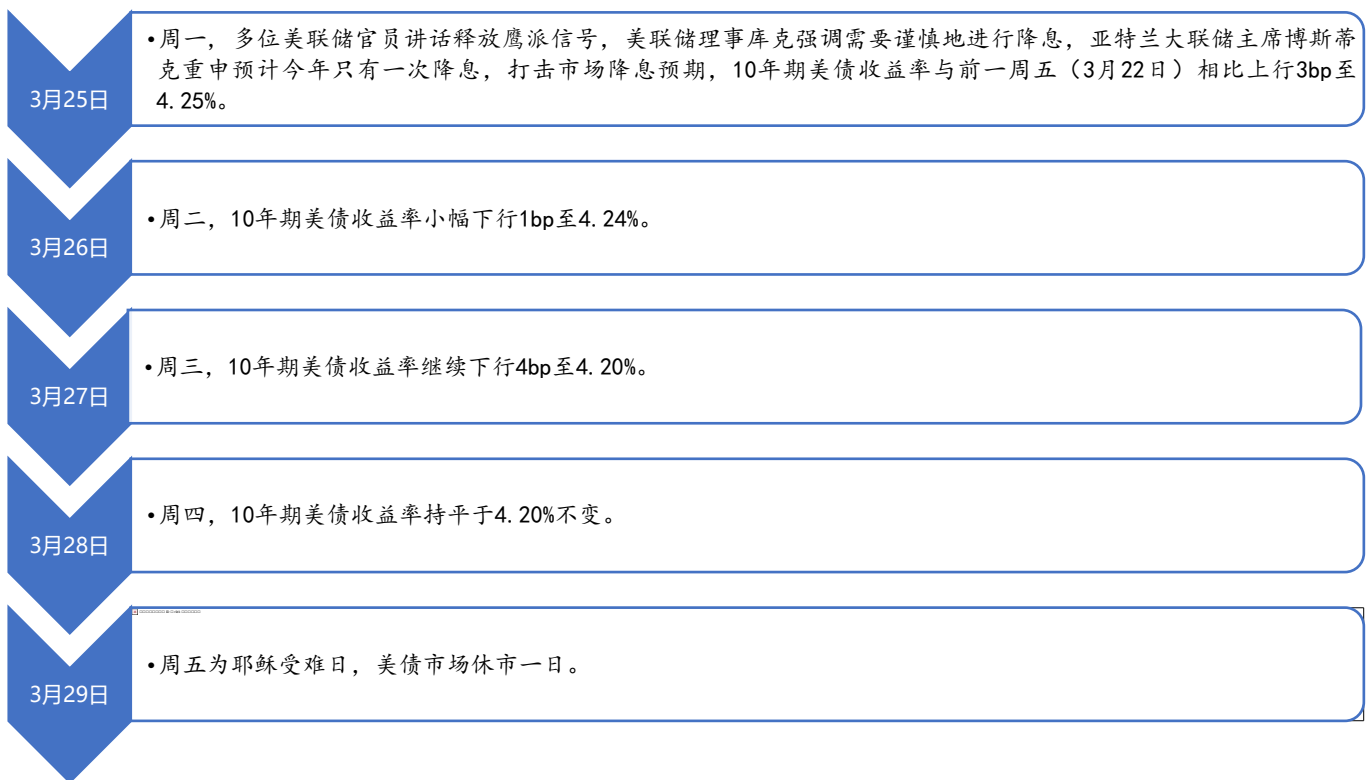 3月25日
•周一，多位美联储官员讲话释放鹰派信号，美联储理事库克强调需要谨慎地进行降息，亚特兰大联储主席博斯蒂
克重申预计今年只有一次降息，打击市场降息预期，10年期美债收益率与前一周五（3月22日）相比上行3bp至
4.25%。
3月26日
•周二，10年期美债收益率小幅下行1bp至4.24%。
3月27日
•周三，10年期美债收益率继续下行4bp至4.20%。
3月28日
•周四，10年期美债收益率持平于4.20%不变。
3月29日
•周五为耶稣受难日，美债市场休市一日。